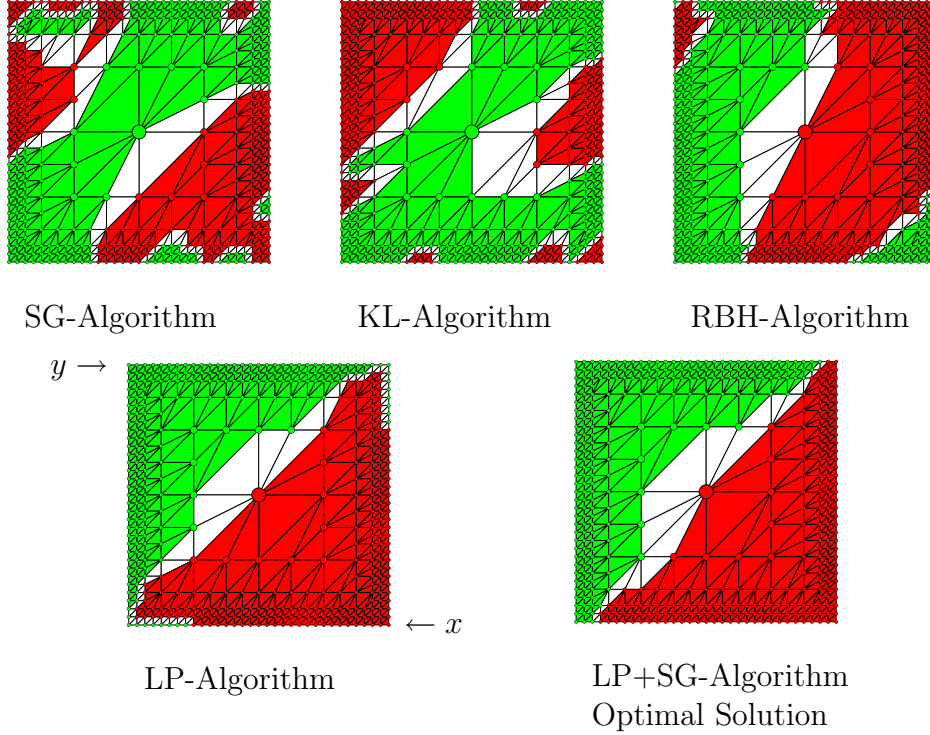 SG-Algorithm
KL-Algorithm
RBH-Algorithm
y →
← x
LP-Algorithm
LP+SG-Algorithm
Optimal Solution